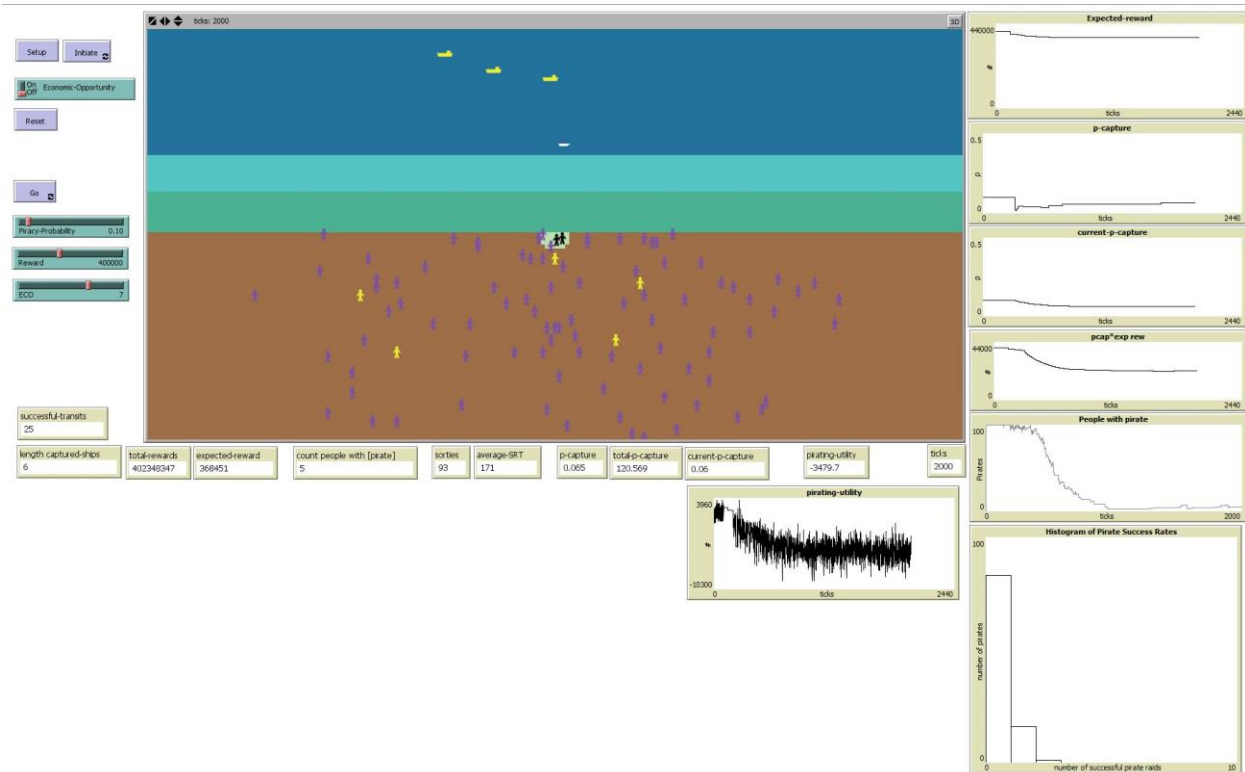 ticks: 2000
3D
Setup
Initiate
On
Off
Economic-Opportunity
Reset
Go
Piracy-Probability 0.10
Reward 400000
ECO 7
successful-transits
25
length captured-ships
6
total-rewards
402348347
expected-reward
368451
count people with [pirate]
5
sorties
93
average-SRT
171
p-capture
0.065
total-p-capture
120.569
current-p-capture
0.06
pirating-utility
-3479.7
ticks
2000
pirating-utility
3960
#
-10300
0
ticks
2440
Expected-reward
440000
#
0
0
ticks
2440
p-capture
0.5
p
0
0
ticks
2440
current-p-capture
0.5
p
0
0
ticks
2440
pcap*exp rew
44000
#
0
0
ticks
2440
People with pirate
100
Pirates
0
0
ticks
2000
Histogram of Pirate Success Rates
100
number of pirates
0
0
number of successful pirate raids
10